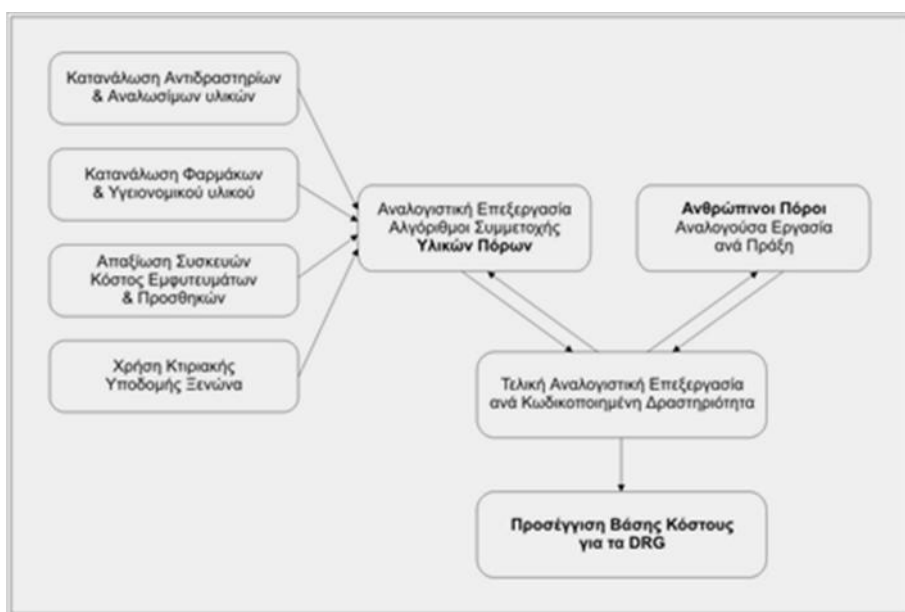 Κατανάλωση Αντιδραστηρίων
& Αναλωσίμων υλικών
Κατανάλωση Φαρμάκων
& Υγειονομικού υλικού
Απαξίωση Συσκευών
Κόστος Εμφυτευμάτων
& Προσθηκών
Χρήση Κτιριακής
Υποδομής Ξενώνα
Αναλογιστική Επεξεργασία
Αλγόριθμοι Συμμετοχής
Υλικών Πόρων
Ανθρώπινοι Πόροι
Αναλογούσα Εργασία
ανά Πράξη
Τελική Αναλογιστική Επεξεργασία
ανά Κωδικοποιημένη Δραστηριότητα
Προσέγγιση Βάσης Κόστους
για τα DRG